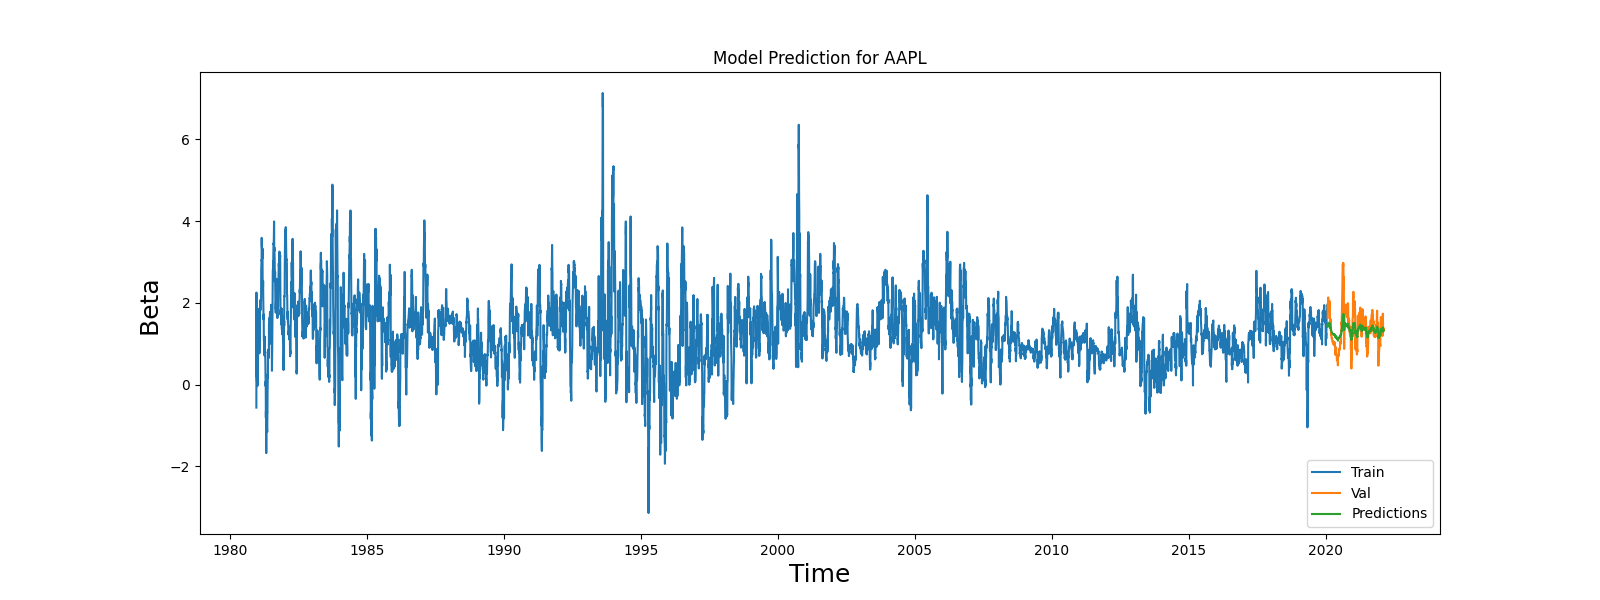 Model Prediction for AAPL
Beta
6
4
2
0
−2
1980 1985 1990 1995 2000 2005 2010 2015 2020
Time
Train
Val
Predictions